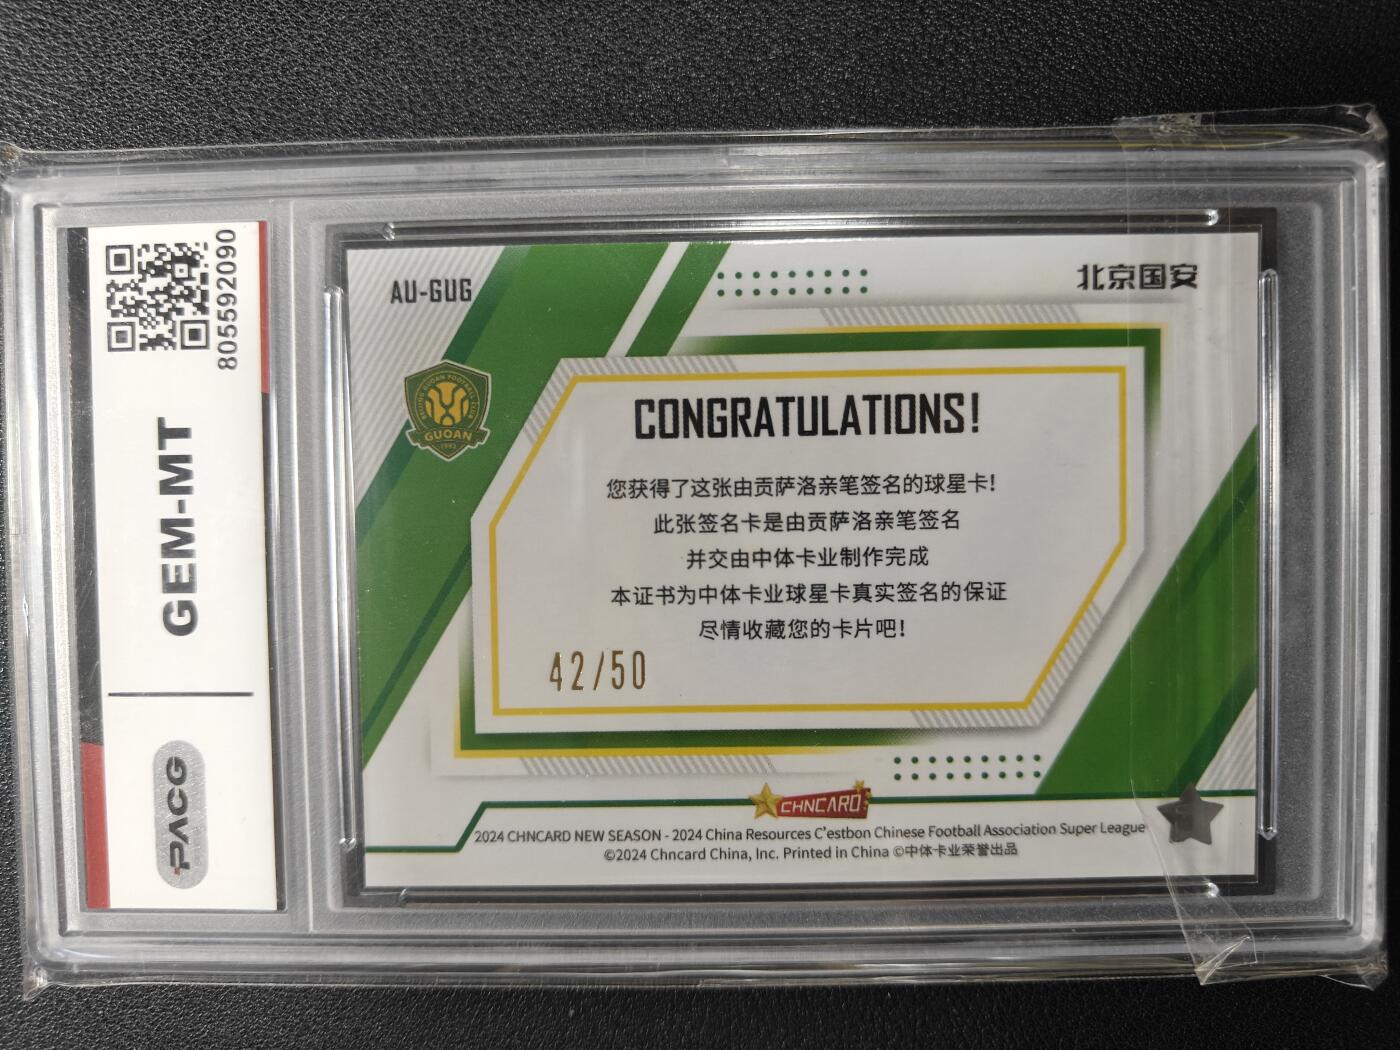 805592090
GEM-MT
PACG
AU-GUG
北京国安
BEIJING GUOAN FOOTBALL CLUB
GUOAN
1992
CONGRATULATIONS!
您获得了这张由贡萨洛亲笔签名的球星卡!
此张签名卡是由贡萨洛亲笔签名
并交由中体卡业制作完成
本证书为中体卡业球星卡真实签名的保证
尽情收藏您的卡片吧!
42/50
CHNCARD
2024 CHNCARD NEW SEASON - 2024 China Resources C'estbon Chinese Football Association Super League
©2024 Chncard China, Inc. Printed in China ©中体卡业荣誉出品